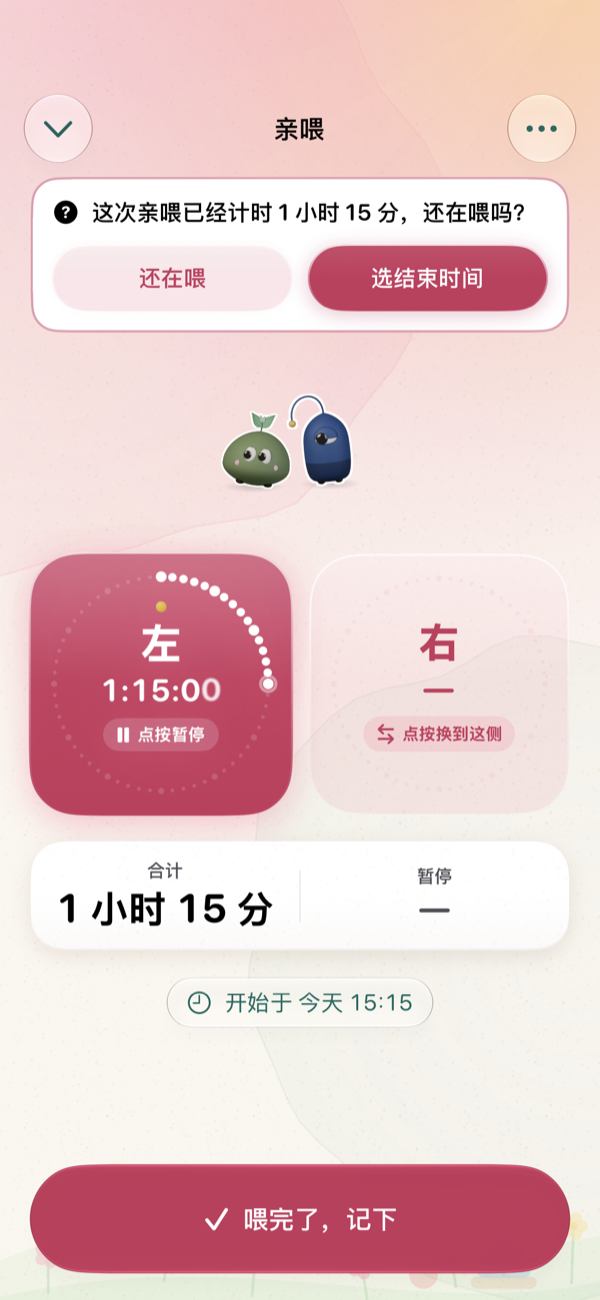 亲喂
这次亲喂已经计时 1 小时 15 分，还在喂吗？
还在喂
选结束时间
左
1:15:00
点按暂停
右
—
点按换到这侧
合计
1 小时 15 分
暂停
—
开始于 今天 15:15
喂完了，记下